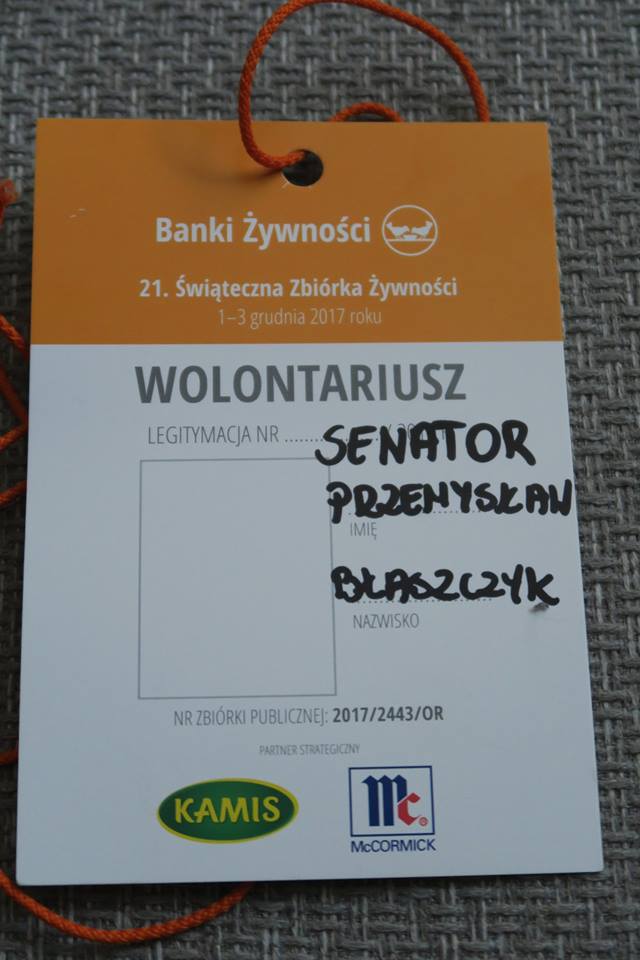 Banki Żywności
21. Świąteczna Zbiórka Żywności
1–3 grudnia 2017 roku
WOLONTARIUSZ
LEGITYMACJA NR ........
SENATOR
PRZEMYSŁAW
IMIĘ
BŁASZCZYK
NAZWISKO
NR ZBIÓRKI PUBLICZNEJ: 2017/2443/OR
PARTNER STRATEGICZNY
KAMIS
Mc
McCORMICK